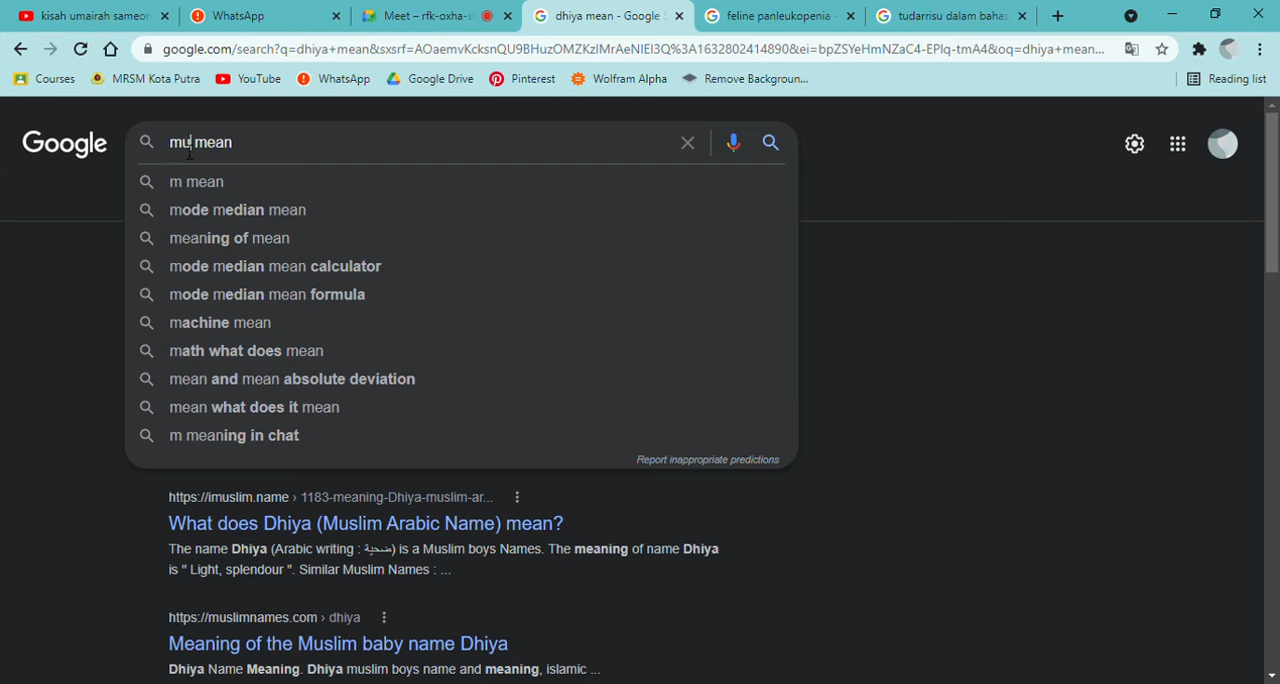 kisah umairah sameon
WhatsApp
Meet – rfk-oxha-s
dhiya mean - Google S
feline panleukopenia -
tudarrisu dalam bahas
google.com/search?q=dhiya+mean&sxsrf=AOaemvKcksnQU9BHuzOMZKzIMrAeNIEI3Q%3A1632802414890&ei=bpZSYeHmNZaC4-EPlq-tmA4&oq=dhiya+mean...
Courses
MRSM Kota Putra
YouTube
WhatsApp
Google Drive
Pinterest
Wolfram Alpha
Remove Backgroun...
Reading list
Google
mu mean
m mean
mode median mean
meaning of mean
mode median mean calculator
mode median mean formula
machine mean
math what does mean
mean and mean absolute deviation
mean what does it mean
m meaning in chat
Report inappropriate predictions
https://imuslim.name › 1183-meaning-Dhiya-muslim-ar...
What does Dhiya (Muslim Arabic Name) mean?
The name Dhiya (Arabic writing : ) is a Muslim boys Names. The meaning of name Dhiya
is " Light, splendour ". Similar Muslim Names : ...
https://muslimnames.com › dhiya
Meaning of the Muslim baby name Dhiya
Dhiya Name Meaning. Dhiya muslim boys name and meaning, islamic ...